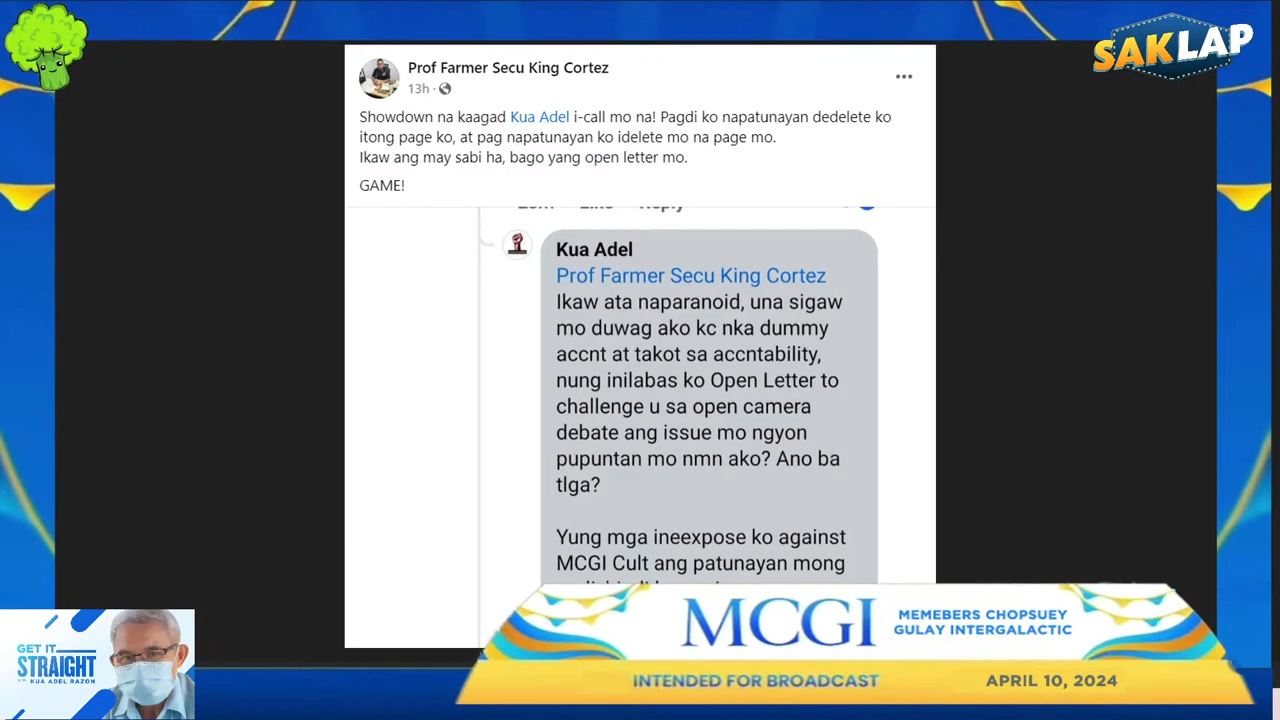 SAKLAP
Prof Farmer Secu King Cortez
13h ·
Showdown na kaagad Kua Adel i-call mo na! Pagdi ko napatunayan dedelete ko
itong page ko, at pag napatunayan ko idelete mo na page mo.
Ikaw ang may sabi ha, bago yang open letter mo.
GAME!
Like Reply
Kua Adel
Prof Farmer Secu King Cortez
Ikaw ata naparanoid, una sigaw
mo duwag ako kc nka dummy
accnt at takot sa accntability,
nung inilabas ko Open Letter to
challenge u sa open camera
debate ang issue mo ngyon
pupuntan mo nmn ako? Ano ba
tlga?
Yung mga ineexpose ko against
MCGI Cult ang patunayan mong
MCGI
MEMEBERS CHOPSUEY
GULAY INTERGALACTIC
INTENDED FOR BROADCAST
APRIL 10, 2024
GET IT
STRAIGHT
KUA ADEL RAZON